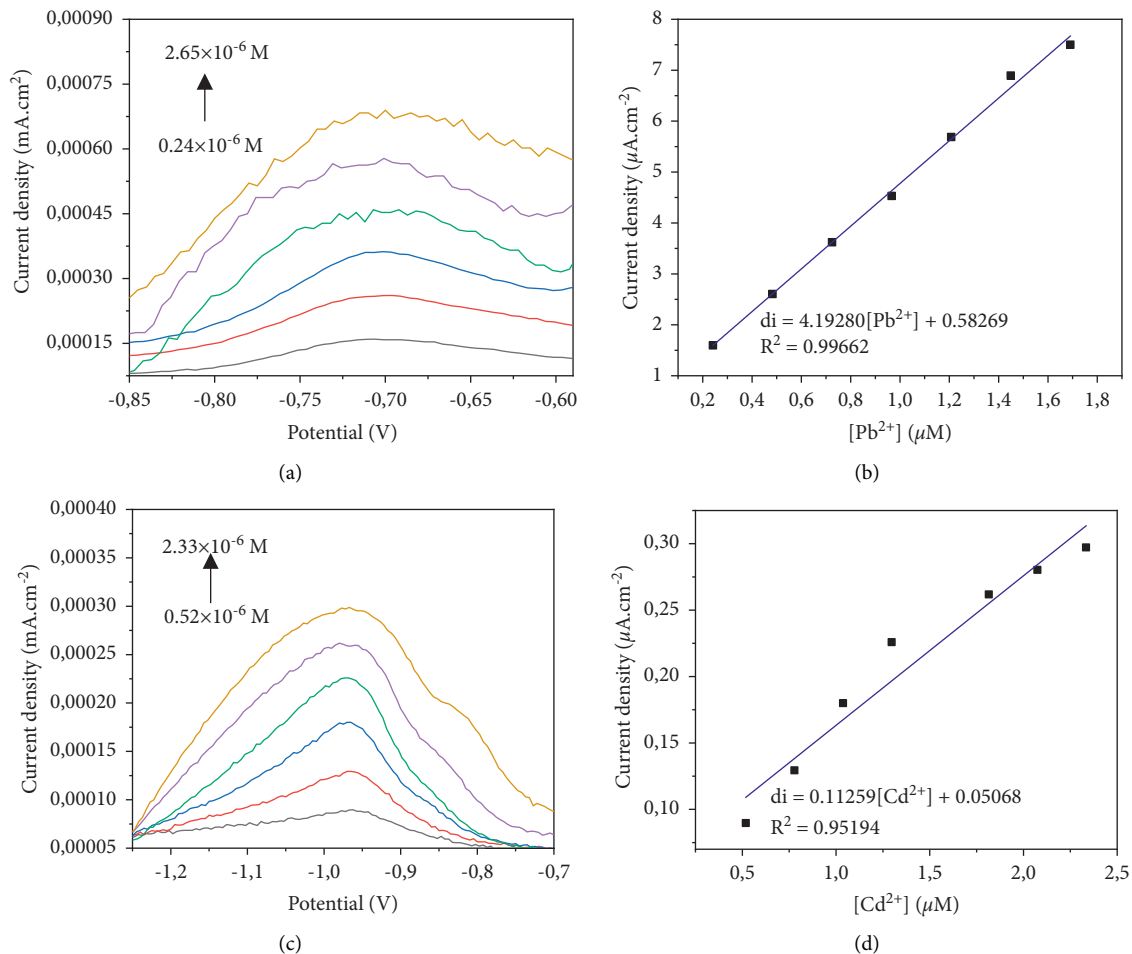 0,00090
0,00075
0,00060
0,00045
0,00030
0,00015
Current density (mA.cm²)
2.65×10⁻⁶ M
0.24×10⁻⁶ M
-0,85 -0,80 -0,75 -0,70 -0,65 -0,60
Potential (V)
(a)
8
7
6
5
4
3
2
1
Current density (μA.cm⁻²)
di = 4.19280[Pb²⁺] + 0.58269
R² = 0.99662
0,2 0,4 0,6 0,8 1,0 1,2 1,4 1,6 1,8
[Pb²⁺] (μM)
(b)
0,00040
0,00035
0,00030
0,00025
0,00020
0,00015
0,00010
0,00005
Current density (mA.cm⁻²)
2.33×10⁻⁶ M
0.52×10⁻⁶ M
-1,2 -1,1 -1,0 -0,9 -0,8 -0,7
Potential (V)
(c)
0,30
0,25
0,20
0,15
0,10
Current density (μA.cm⁻²)
di = 0.11259[Cd²⁺] + 0.05068
R² = 0.95194
0,5 1,0 1,5 2,0 2,5
[Cd²⁺] (μM)
(d)